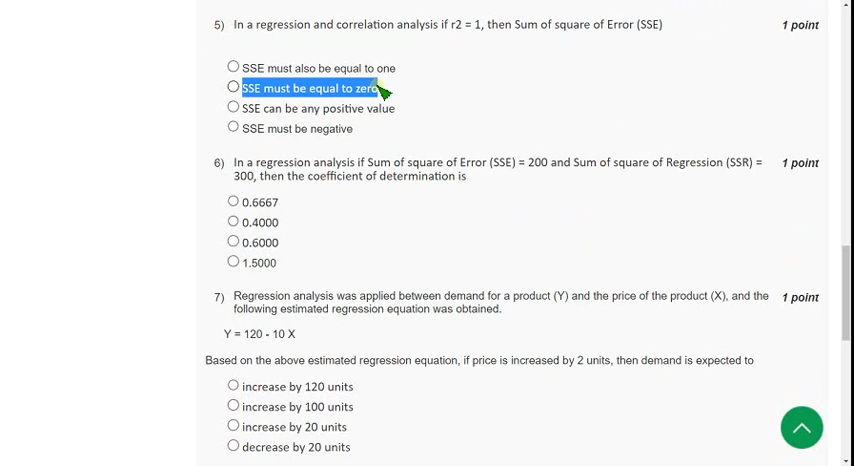 5) In a regression and correlation analysis if r2 = 1, then Sum of square of Error (SSE) 1 point
SSE must also be equal to one
SSE must be equal to zero
SSE can be any positive value
SSE must be negative
6) In a regression analysis if Sum of square of Error (SSE) = 200 and Sum of square of Regression (SSR) = 1 point
300, then the coefficient of determination is
0.6667
0.4000
0.6000
1.5000
7) Regression analysis was applied between demand for a product (Y) and the price of the product (X), and the 1 point
following estimated regression equation was obtained.
Y = 120 - 10 X
Based on the above estimated regression equation, if price is increased by 2 units, then demand is expected to
increase by 120 units
increase by 100 units
increase by 20 units
decrease by 20 units